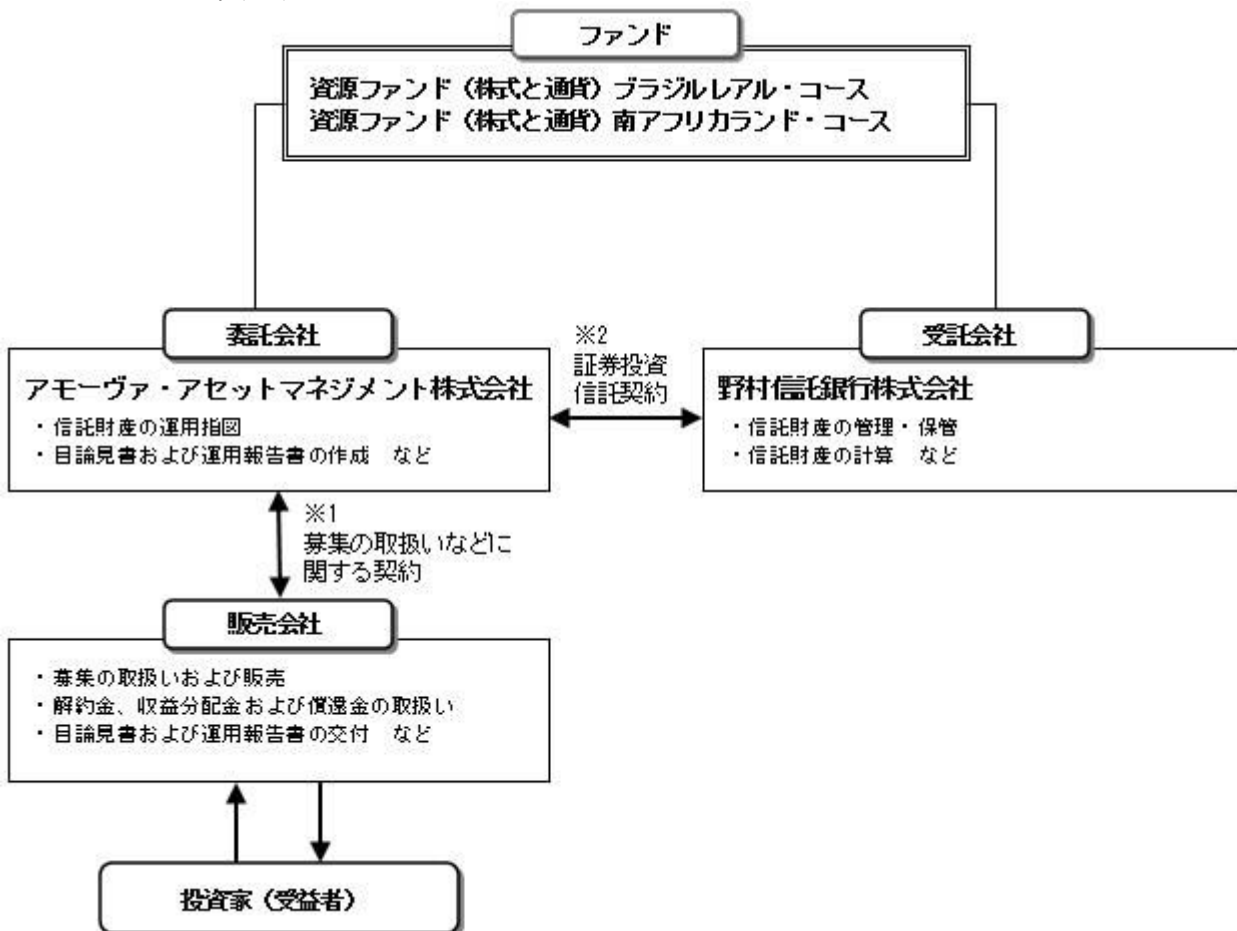 ファンド
資源ファンド（株式と通貨）ブラジルレアル・コース
資源ファンド（株式と通貨）南アフリカランド・コース
委託会社
アモーヴァ・アセットマネジメント株式会社
・信託財産の運用指図
・目論見書および運用報告書の作成　など
※2
証券投資
信託契約
受託会社
野村信託銀行株式会社
・信託財産の管理・保管
・信託財産の計算　など
※1
募集の取扱いなどに
関する契約
販売会社
・募集の取扱いおよび販売
・解約金、収益分配金および償還金の取扱い
・目論見書および運用報告書の交付　など
投資家（受益者）